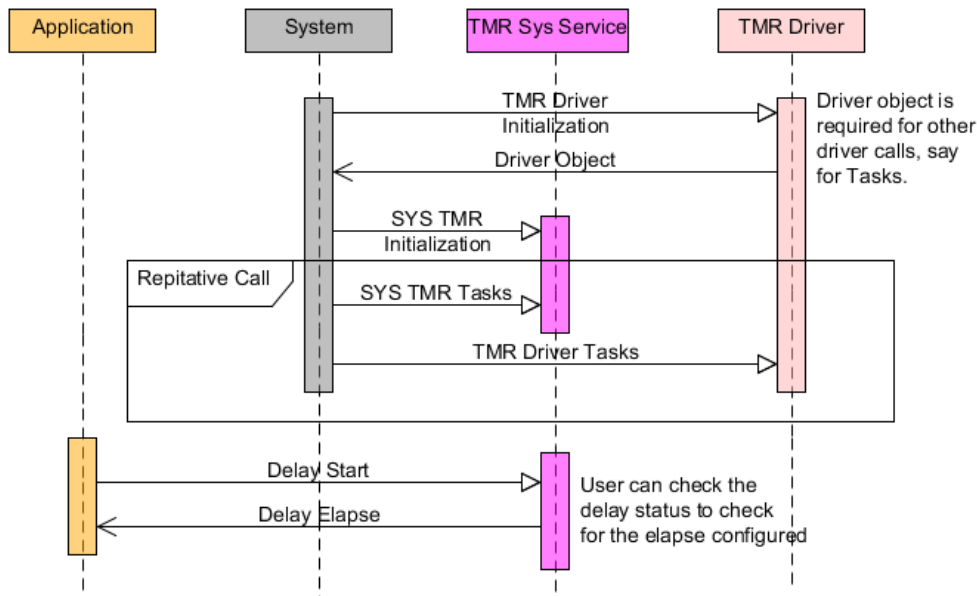 Application
System
TMR Sys Service
TMR Driver
TMR Driver
Initialization
Driver object is
required for other
driver calls, say
for Tasks.
Driver Object
SYS TMR
Initialization
Repitative Call
SYS TMR Tasks
TMR Driver Tasks
Delay Start
Delay Elapse
User can check the
delay status to check
for the elapse configured